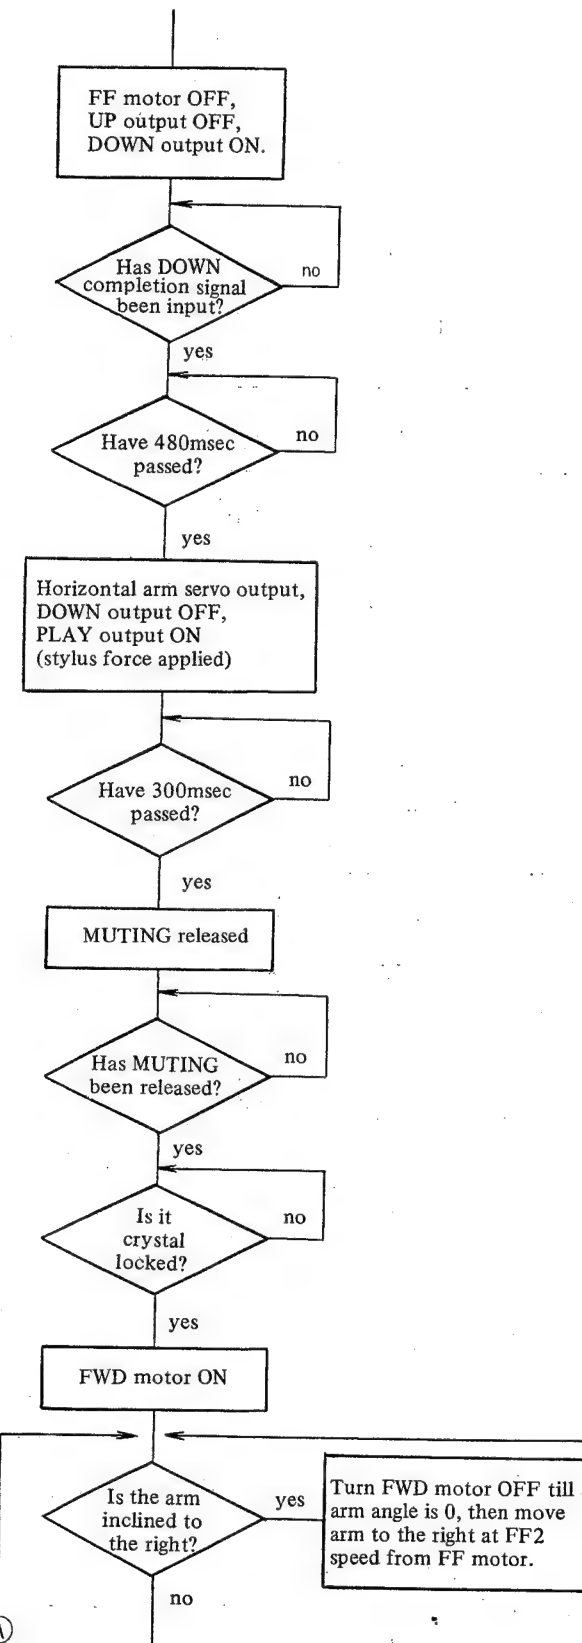 FF motor OFF,
UP output OFF,
DOWN output ON.
Has DOWN
completion signal
been input?
no
yes
Have 480msec
passed?
no
yes
Horizontal arm servo output,
DOWN output OFF,
PLAY output ON
(stylus force applied)
Have 300msec
passed?
no
yes
MUTING released
Has MUTING
been released?
no
yes
Is it
crystal
locked?
no
yes
FWD motor ON
Is the arm
inclined to
the right?
yes
Turn FWD motor OFF till
arm angle is 0, then move
arm to the right at FF2
speed from FF motor.
no